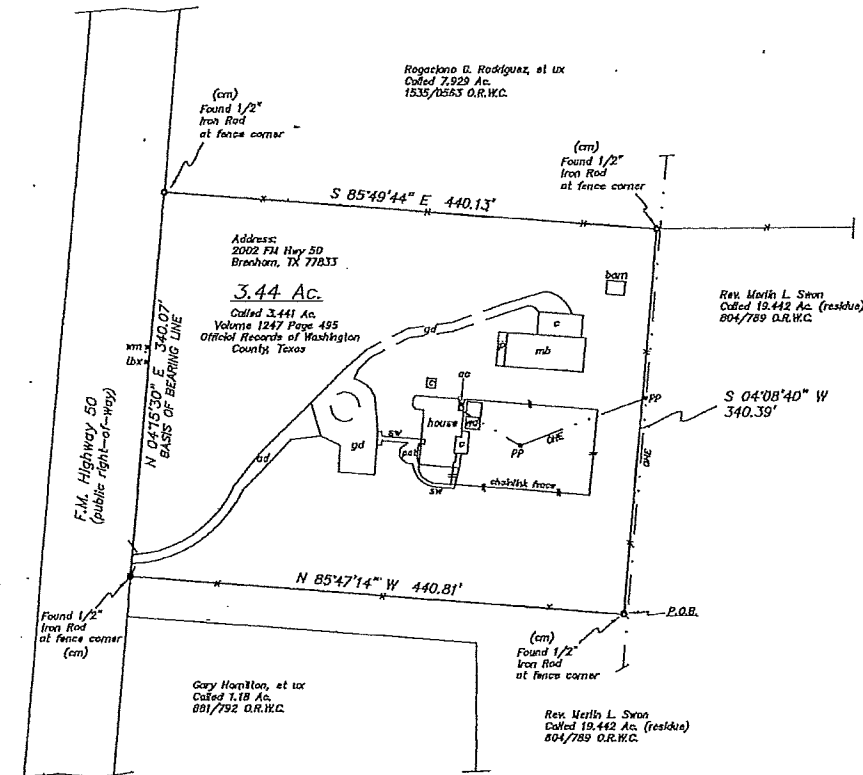 Rogaciano G. Rodriguez, et ux
Called 7.929 Ac.
1535/0563 O.R.W.C.
(cm)
Found 1/2"
Iron Rod
at fence corner
(cm)
Found 1/2"
Iron Rod
at fence corner
S 85°49'44" E 440.13'
Address:
2002 FM Hwy 50
Brenham, TX 77833
3.44 Ac.
Called 3.441 Ac.
Volume 1247 Page 495
Official Records of Washington
County, Texas
barn
Rev. Merlin L. Swon
Called 19.442 Ac. (residue)
804/789 O.R.W.C.
wm
lbx
N 04°15'30" E 340.07'
BASIS OF BEARING LINE
F.M. Highway 50
(public right-of-way)
gd
c
p
mb
c
ac
house
wd
PP
S 04°08'40" W
340.39'
gd
sw
pat
o
PP
OHE
OHE
gd
sw
chainlink fence
N 85°47'14" W 440.81'
P.O.B.
Found 1/2"
Iron Rod
at fence corner
(cm)
(cm)
Found 1/2"
Iron Rod
at fence corner
Gary Hamilton, et ux
Called 1.18 Ac.
881/792 O.R.W.C.
Rev. Merlin L. Swon
Called 19.442 Ac. (residue)
804/789 O.R.W.C.